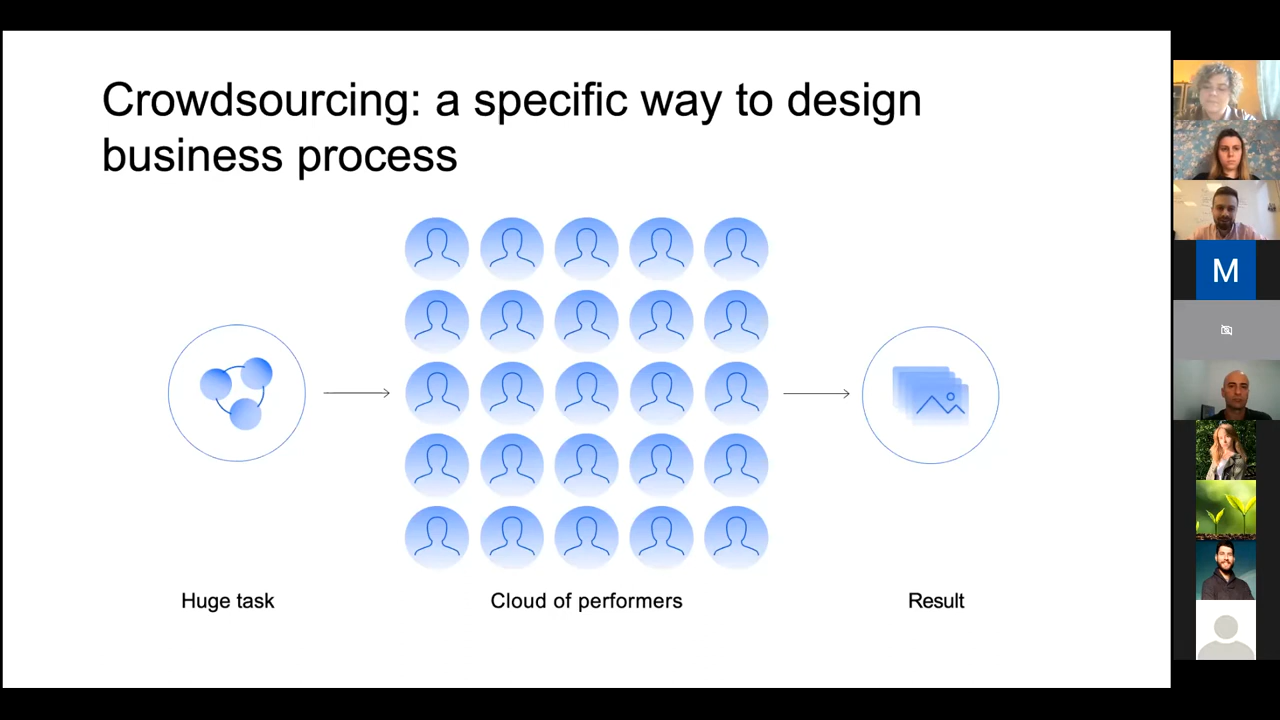 Crowdsourcing: a specific way to design
business process
Huge task
Cloud of performers
Result
M